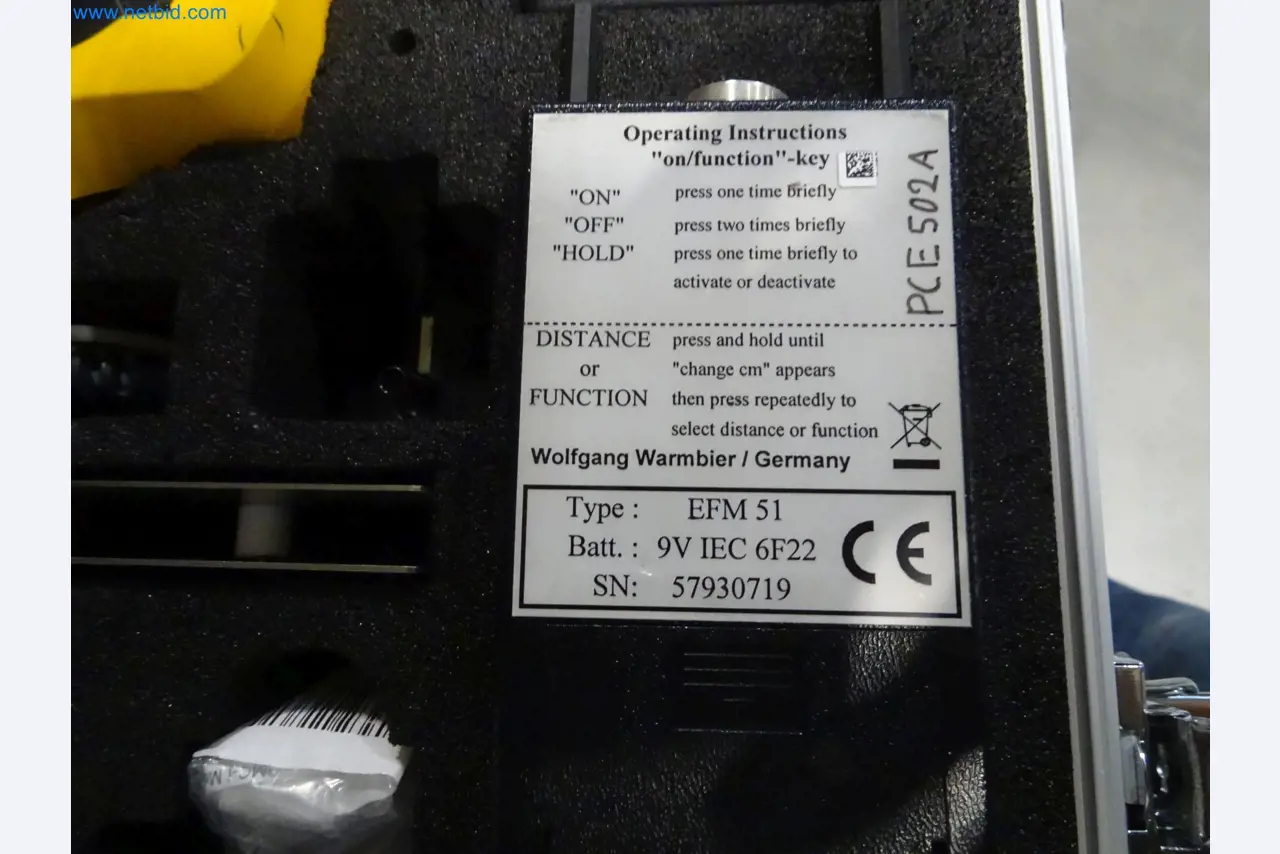 www.netbid.com
Operating Instructions
"on/function"-key
"ON" press one time briefly
"OFF" press two times briefly
"HOLD" press one time briefly to
activate or deactivate
PCE 502A
DISTANCE press and hold until
or "change cm" appears
FUNCTION then press repeatedly to
select distance or function
Wolfgang Warmbier / Germany
Type : EFM 51
Batt. : 9V IEC 6F22
SN: 57930719
CE